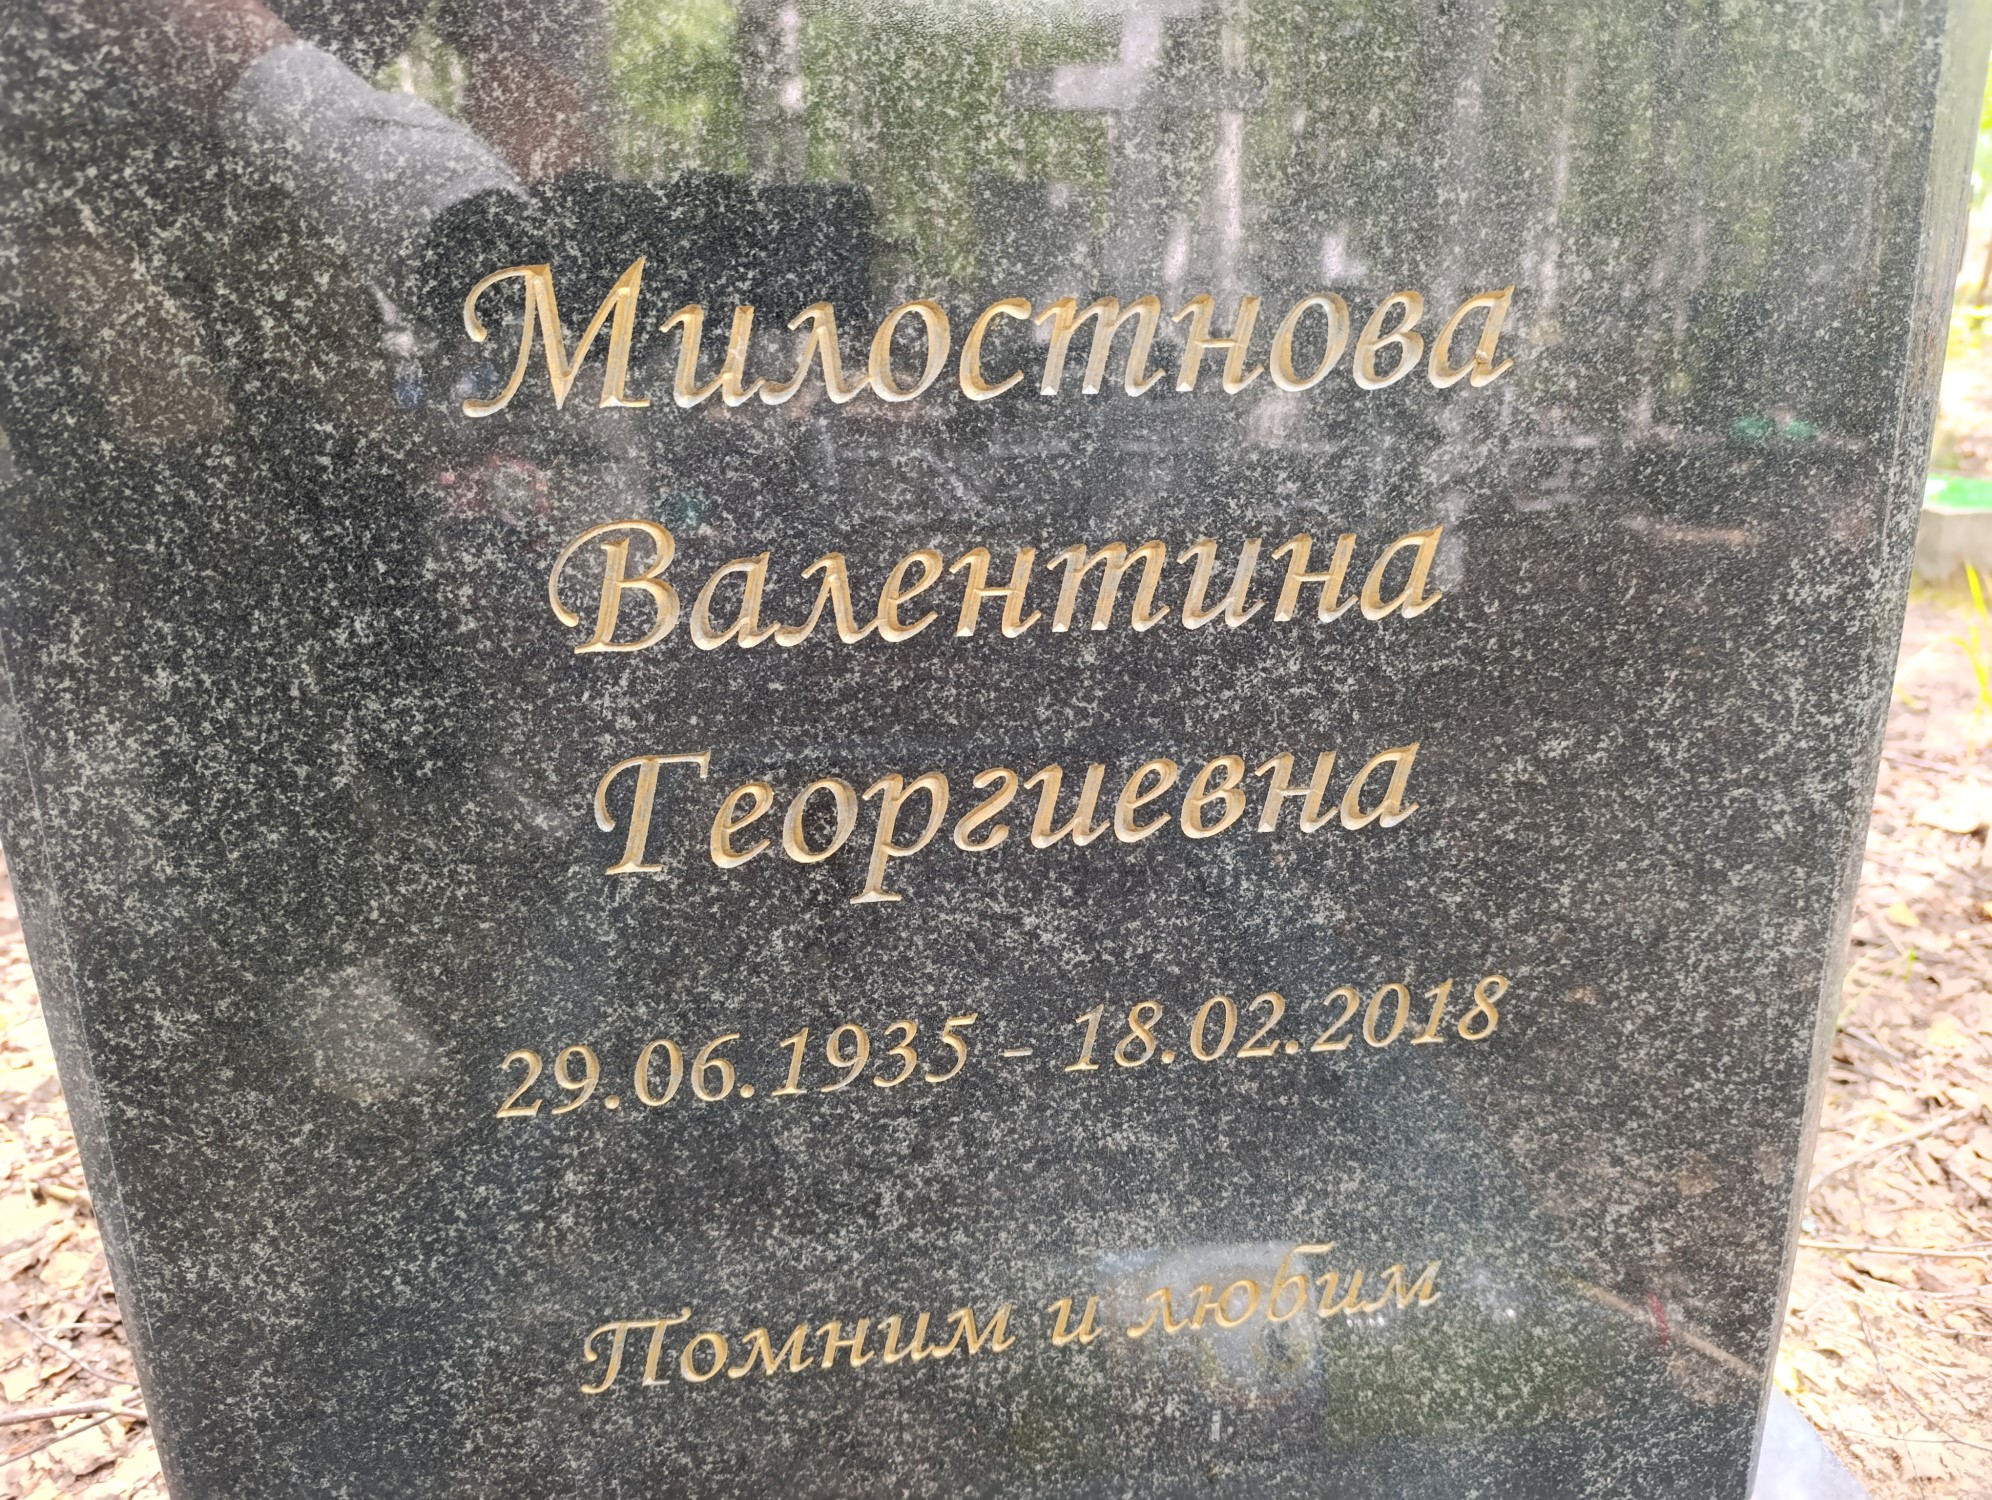 Милостнова
Валентина
Георгиевна
29.06.1935 - 18.02.2018
Помним и любим